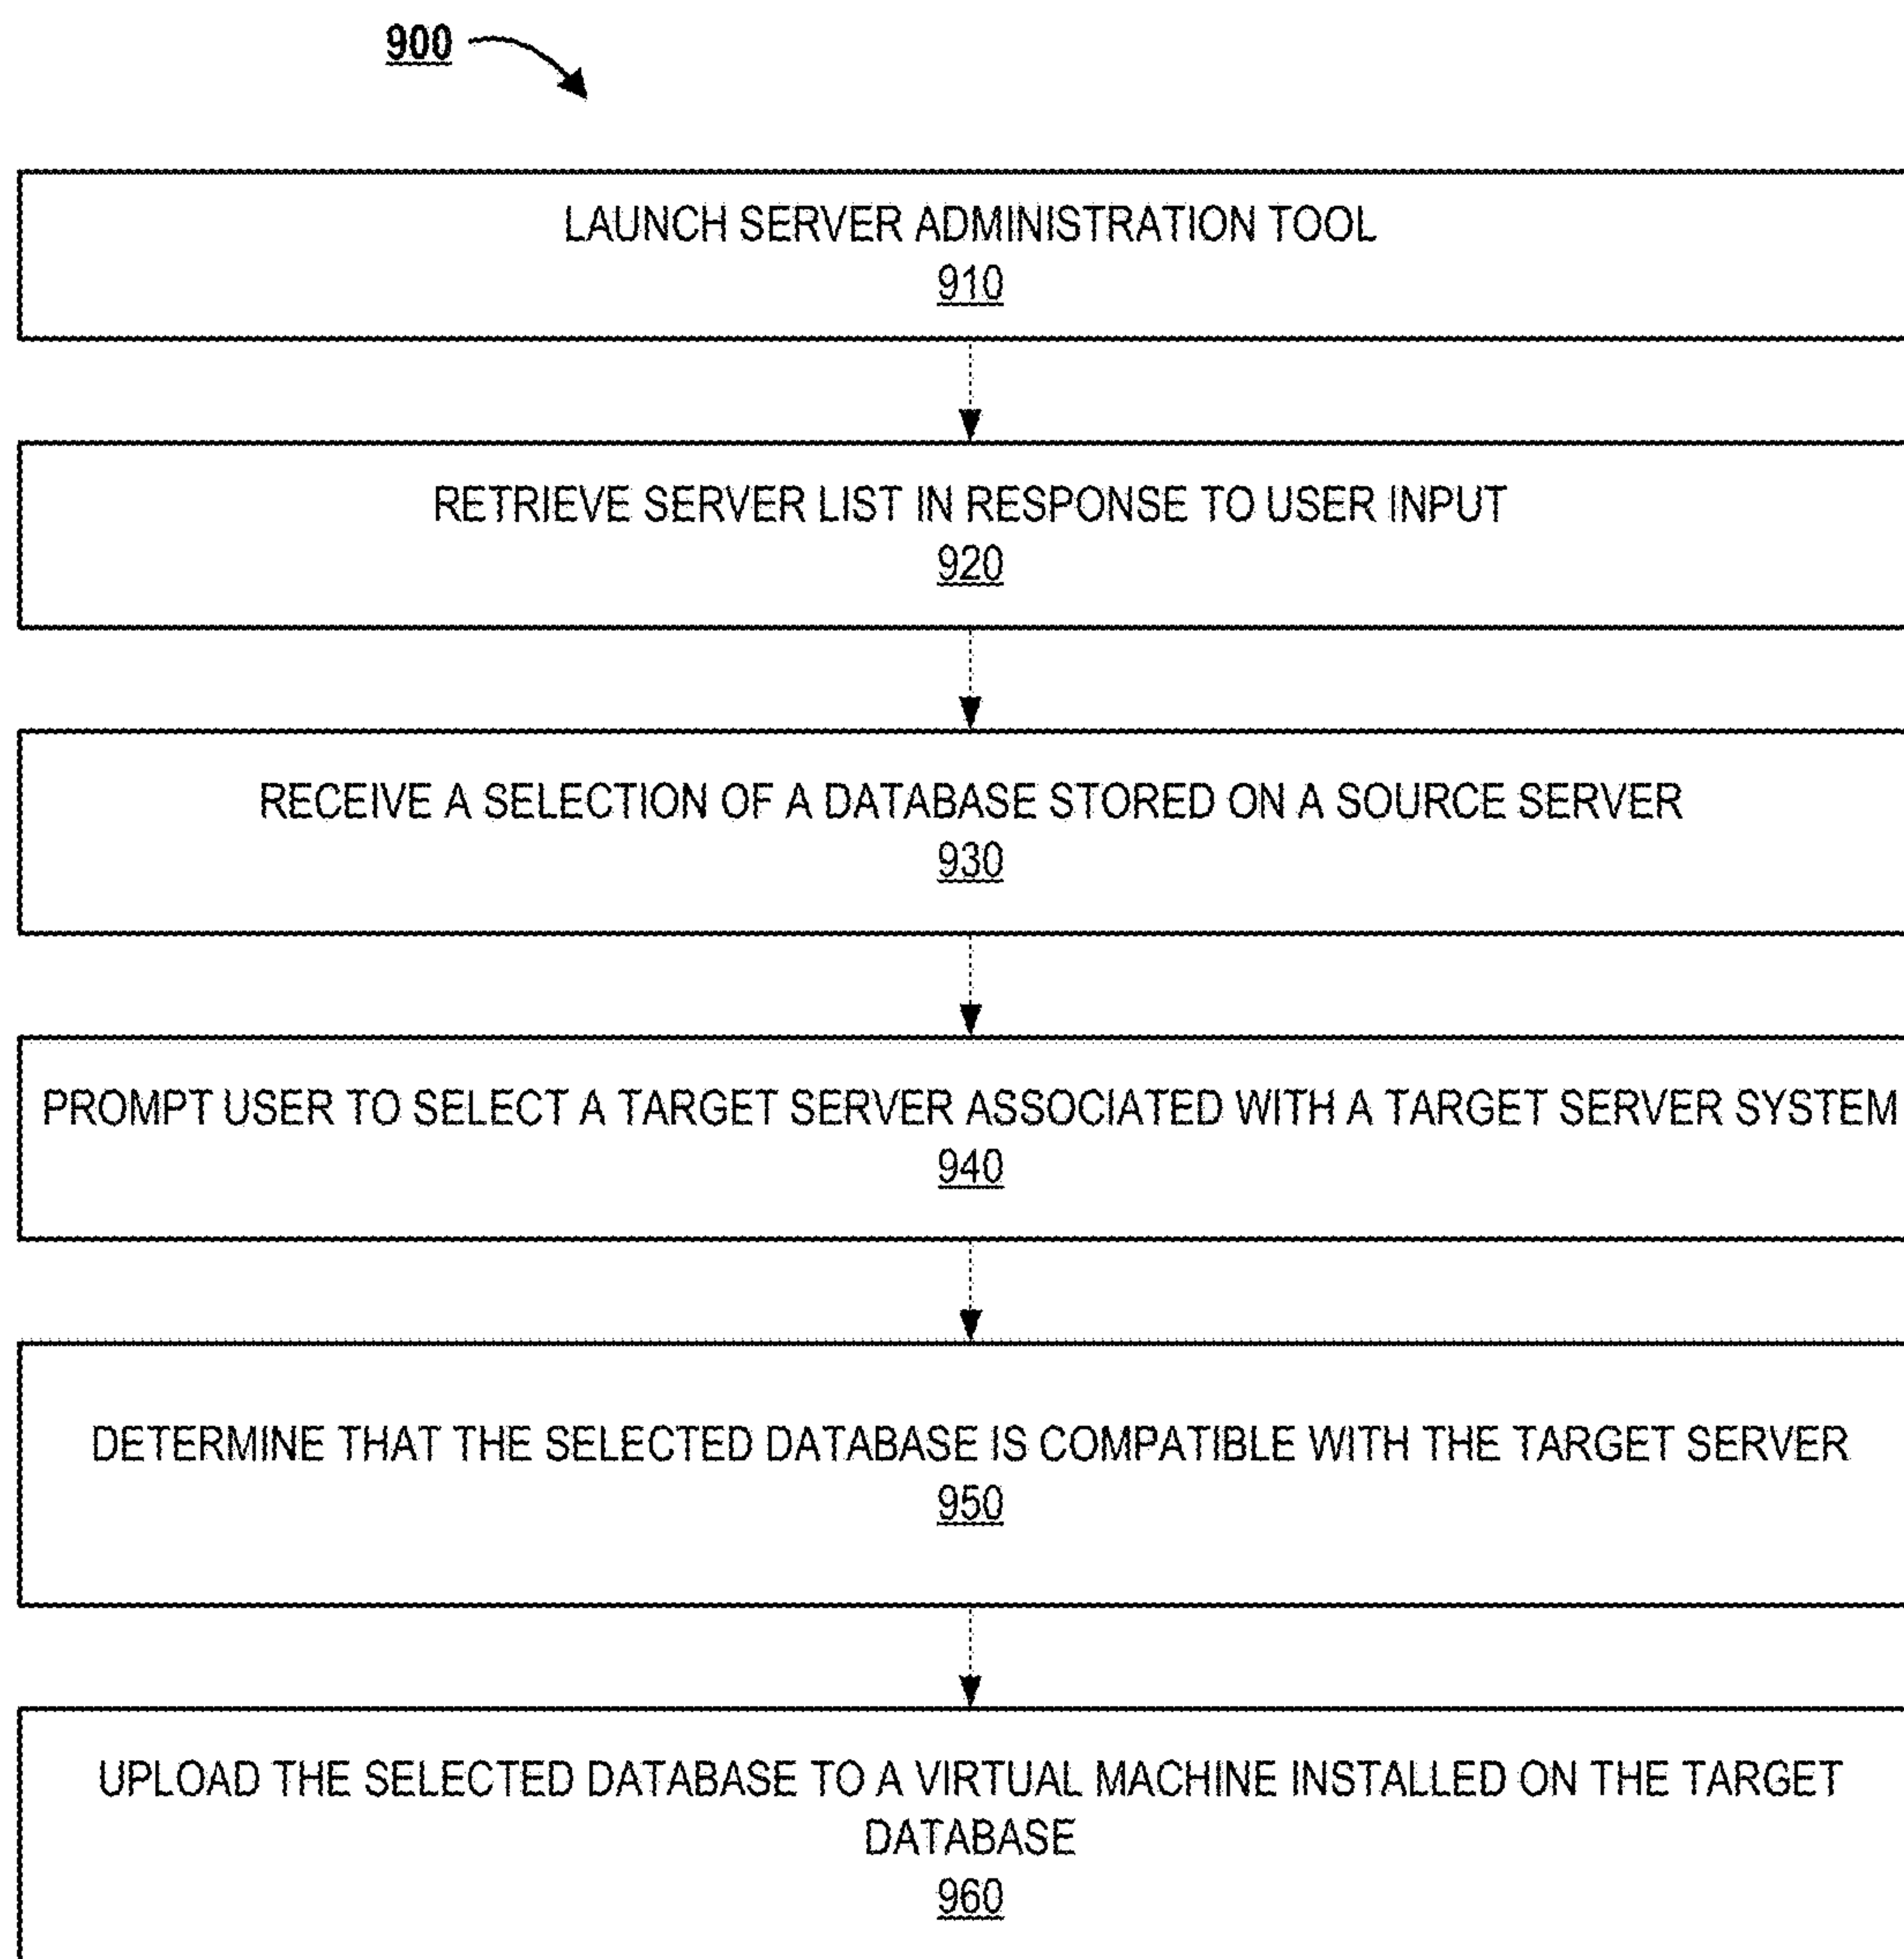 900
LAUNCH SERVER ADMINISTRATION TOOL
910
RETRIEVE SERVER LIST IN RESPONSE TO USER INPUT
920
RECEIVE A SELECTION OF A DATABASE STORED ON A SOURCE SERVER
930
PROMPT USER TO SELECT A TARGET SERVER ASSOCIATED WITH A TARGET SERVER SYSTEM
940
DETERMINE THAT THE SELECTED DATABASE IS COMPATIBLE WITH THE TARGET SERVER
950
UPLOAD THE SELECTED DATABASE TO A VIRTUAL MACHINE INSTALLED ON THE TARGET
DATABASE
960